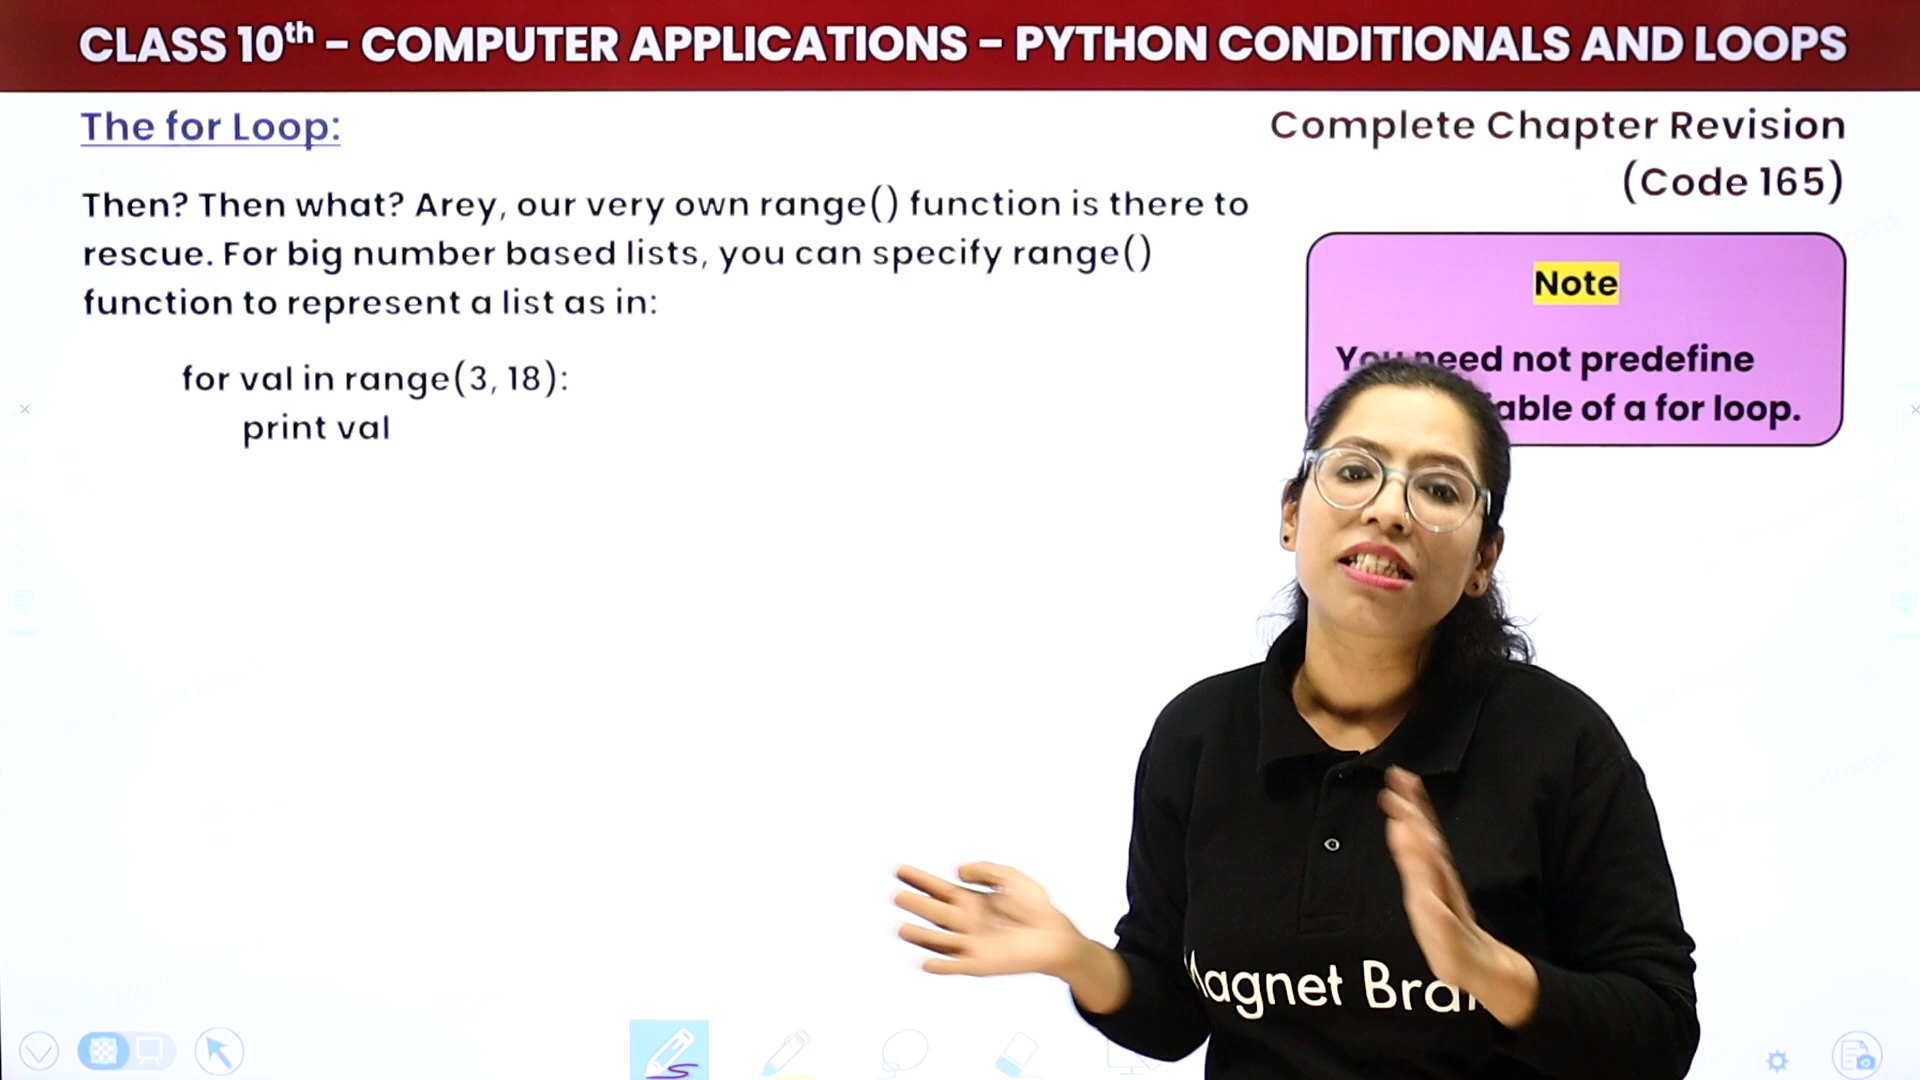 CLASS 10th – COMPUTER APPLICATIONS – PYTHON CONDITIONALS AND LOOPS
The for Loop:
Complete Chapter Revision
(Code 165)
Then? Then what? Arey, our very own range() function is there to
rescue. For big number based lists, you can specify range()
function to represent a list as in:
for val in range(3, 18):
print val
Note
need not predefine
of a for loop.
Magnet